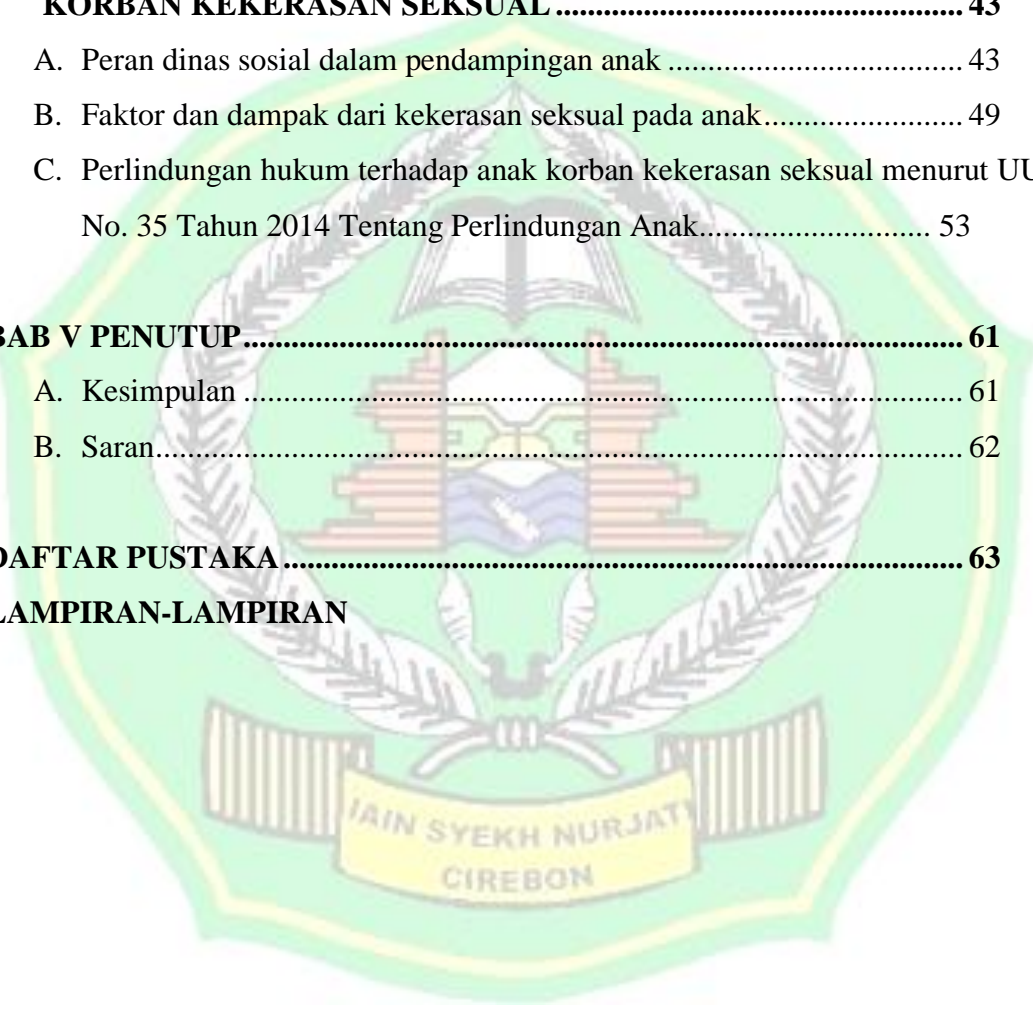 KORBAN KEKERASAN SEKSUAL ........................................................... 43
A. Peran dinas sosial dalam pendampingan anak .................................. 43
B. Faktor dan dampak dari kekerasan seksual pada anak....................... 49
C. Perlindungan hukum terhadap anak korban kekerasan seksual menurut UU
No. 35 Tahun 2014 Tentang Perlindungan Anak........................... 53
BAB V PENUTUP..................................................................................... 61
A. Kesimpulan ..................................................................................... 61
B. Saran................................................................................................ 62
DAFTAR PUSTAKA ................................................................................ 63
LAMPIRAN-LAMPIRAN
IAIN SYEKH NURJATI
CIREBON